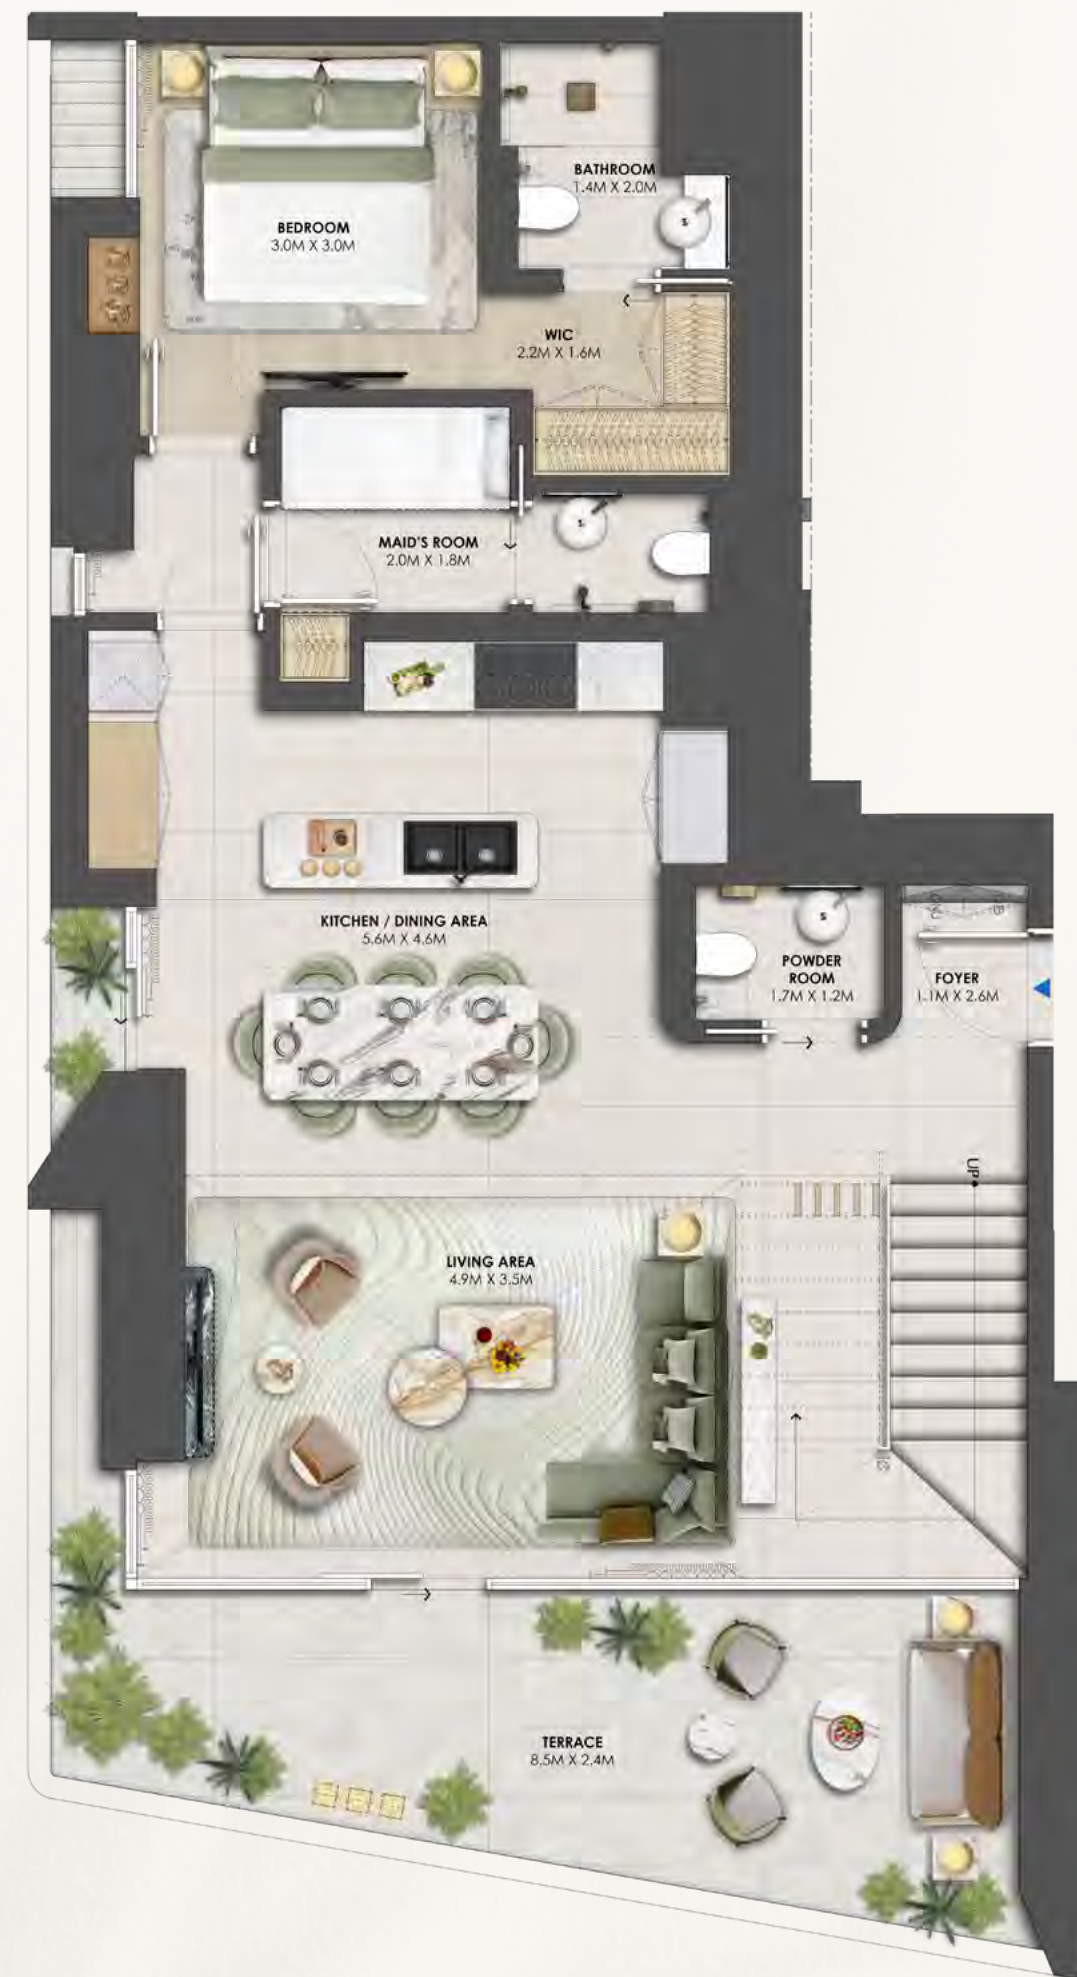 BATHROOM
1.4M X 2.0M
BEDROOM
3.0M X 3.0M
WIC
2.2M X 1.6M
MAID'S ROOM
2.0M X 1.8M
KITCHEN / DINING AREA
5.6M X 4.6M
POWDER
ROOM
1.7M X 1.2M
FOYER
1.1M X 2.6M
UP
LIVING AREA
4.9M X 3.5M
TERRACE
8.5M X 2.4M